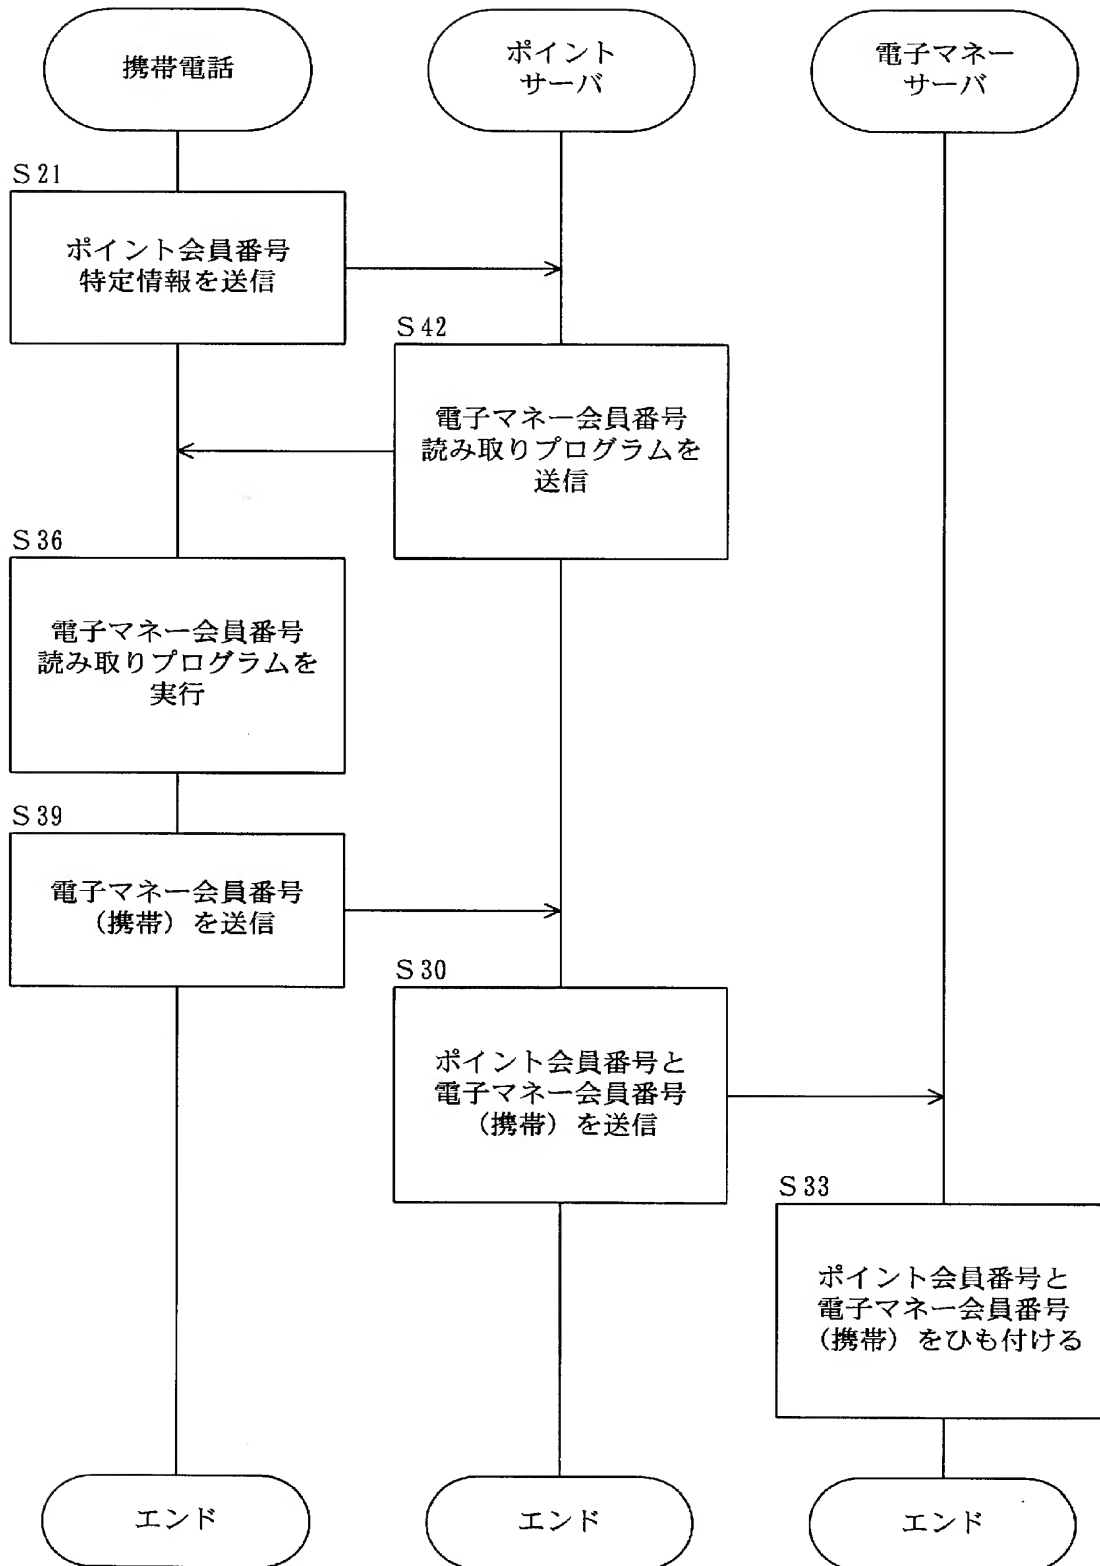 携帯電話
ポイント
サーバ
電子マネー
サーバ
S21
ポイント会員番号
特定情報を送信
S42
電子マネー会員番号
読み取りプログラムを
送信
S36
電子マネー会員番号
読み取りプログラムを
実行
S39
電子マネー会員番号
(携帯)を送信
S30
ポイント会員番号と
電子マネー会員番号
(携帯)を送信
S33
ポイント会員番号と
電子マネー会員番号
(携帯)をひも付ける
エンド
エンド
エンド